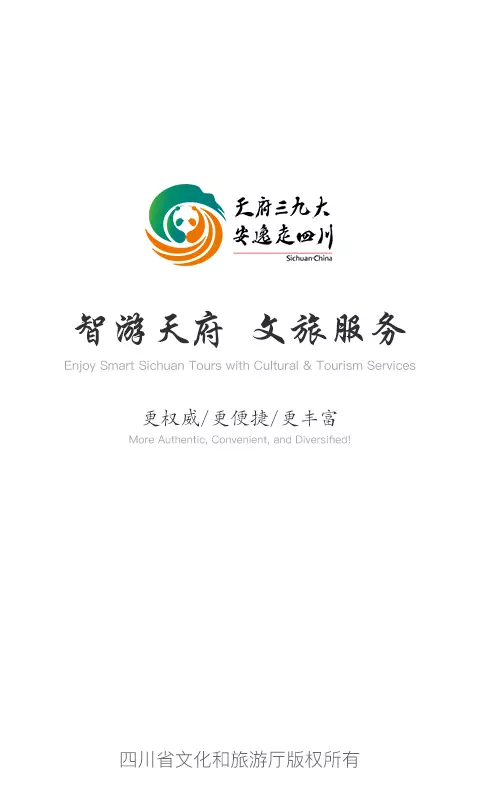 天府三九大
安逸走四川
Sichuan·China
智游天府 文旅服务
Enjoy Smart Sichuan Tours with Cultural & Tourism Services
更权威/更便捷/更丰富
More Authentic, Convenient, and Diversified!
四川省文化和旅游厅版权所有